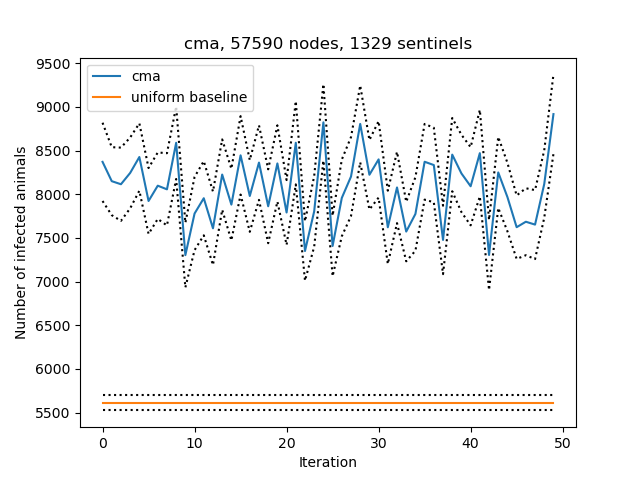 cma, 57590 nodes, 1329 sentinels
cma
uniform baseline
Number of infected animals
9500
9000
8500
8000
7500
7000
6500
6000
5500
0 10 20 30 40 50
Iteration